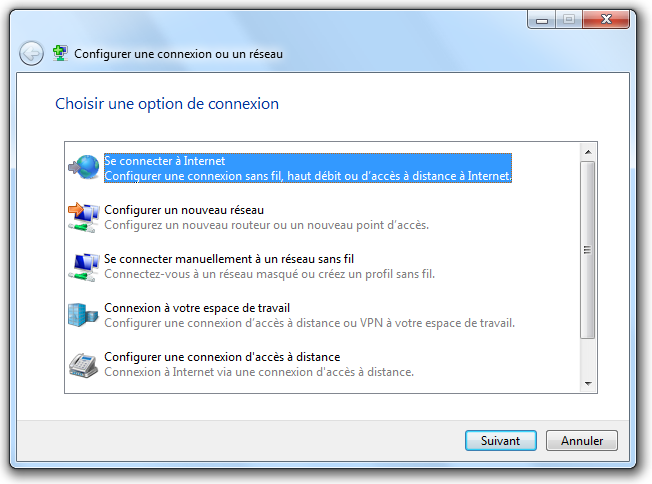 Configurer une connexion ou un réseau
Choisir une option de connexion
Se connecter à Internet
Configurer une connexion sans fil, haut débit ou d'accès à distance à Internet.
Configurer un nouveau réseau
Configurez un nouveau routeur ou un nouveau point d'accès.
Se connecter manuellement à un réseau sans fil
Connectez-vous à un réseau masqué ou créez un profil sans fil.
Connexion à votre espace de travail
Configurer une connexion d'accès à distance ou VPN à votre espace de travail.
Configurer une connexion d'accès à distance
Connexion à Internet via une connexion d'accès à distance.
Suivant
Annuler